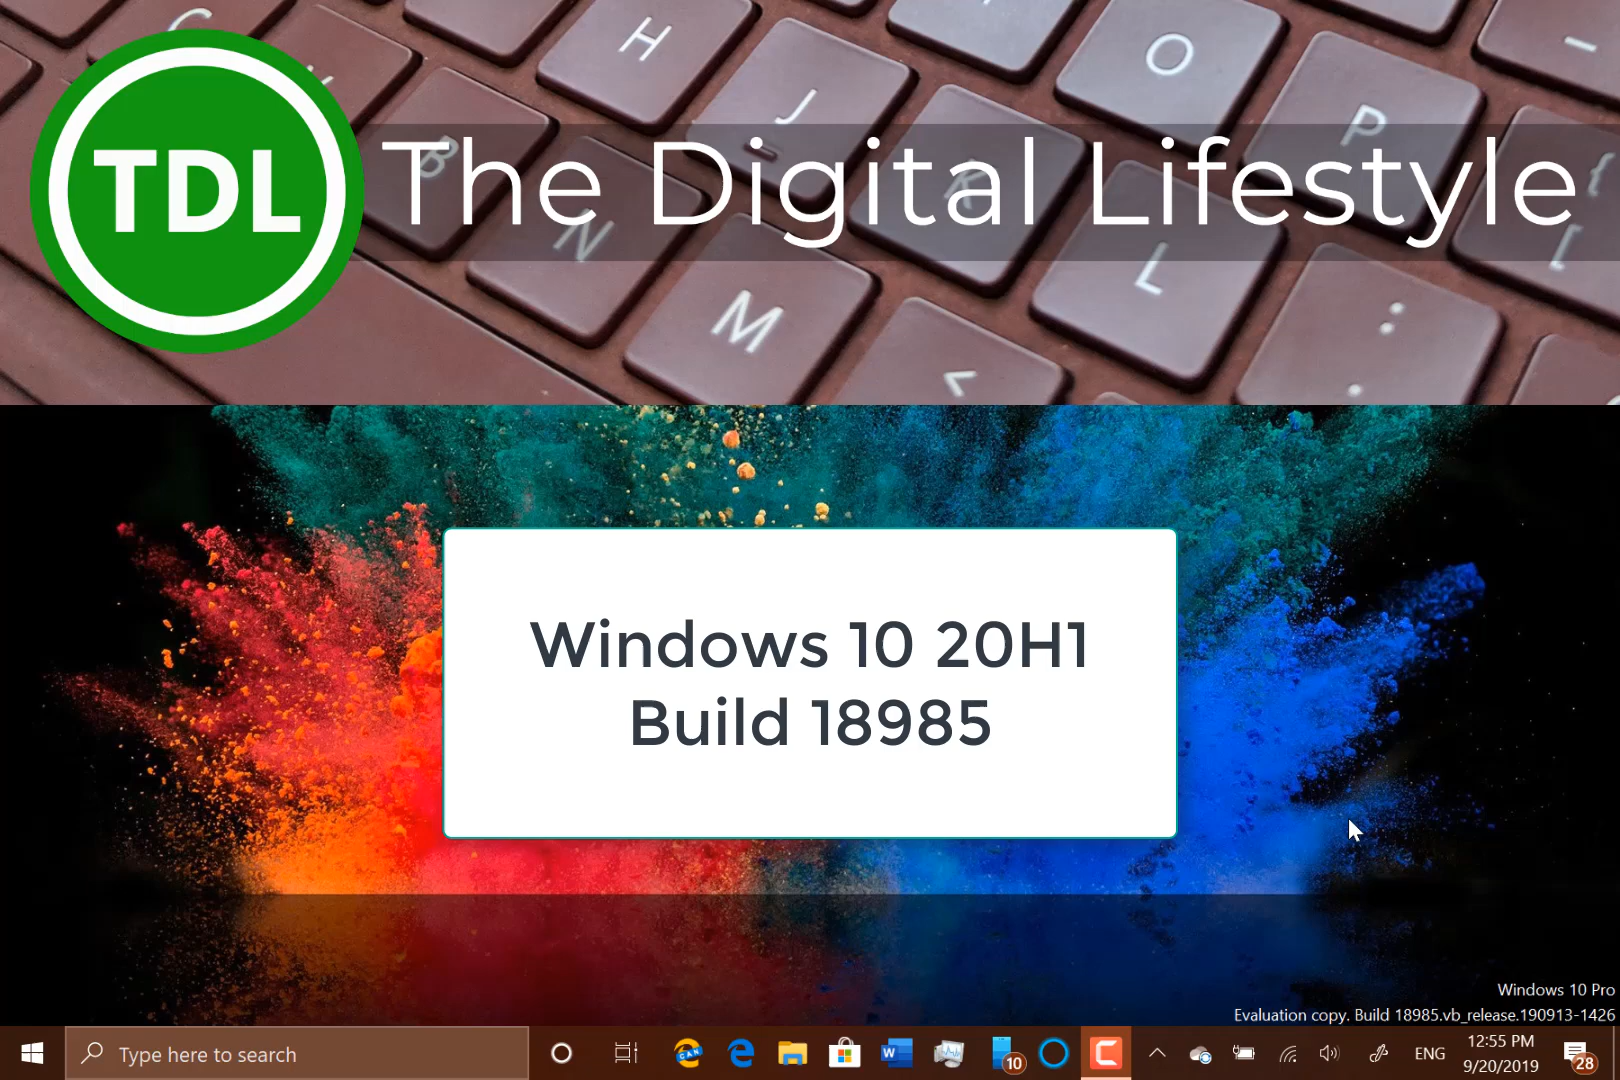 C
V
H
J
O
P
-
B
N
K
L
{
[
M
<
:
;
TDL
The Digital Lifestyle
Windows 10 20H1
Build 18985
Windows 10 Pro
Evaluation copy. Build 18985.vb_release.190913-1426
Type here to search
CAN
W
10
ENG
12:55 PM
9/20/2019
28